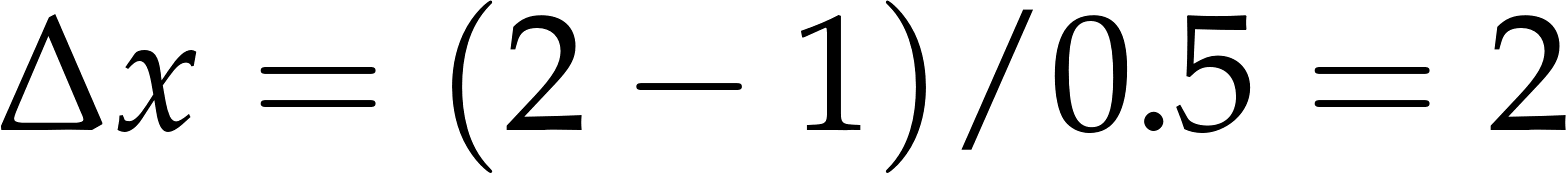 Δx = (2 − 1)/0.5 = 2